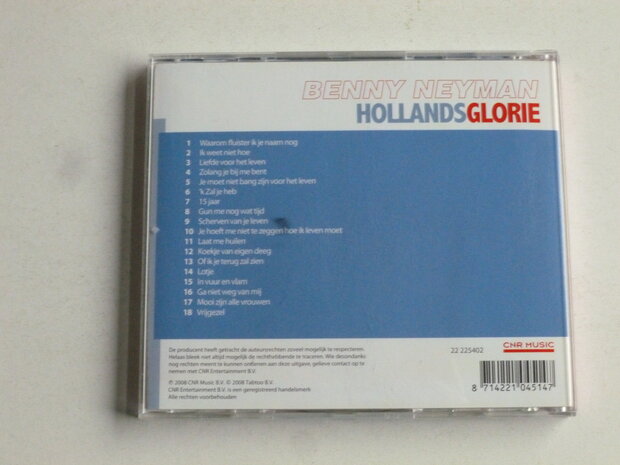 BENNY NEYMAN
HOLLANDSGLORIE
1 Waarom fluister ik je naam nog
2 Ik weet niet hoe
3 Liefde voor het leven
4 Zolang je bij me bent
5 Je moet niet bang zijn voor het leven
6 'k Zal je heb
7 15 jaar
8 Gun me nog wat tijd
9 Scherven van je leven
10 Je hoeft me niet te zeggen hoe ik leven moet
11 Laat me huilen
12 Koekje van eigen deeg
13 Of ik je terug zal zien
14 Lotje
15 In vuur en vlam
16 Ga niet weg van mij
17 Mooi zijn alle vrouwen
18 Vrijgezel
De producent heeft getracht de auteursrechten zoveel mogelijk te respecteren.
Helaas bleek niet altijd mogelijk de rechthebbende te traceren. Wie desondanks
nog rechten meent te kunnen ontlenen aan deze uitgave, gelieve contact op te
nemen met CNR Entertainment B.V.
22 225402
CNR MUSIC
℗ 2008 CNR Music B.V. © 2008 Tabtoo B.V.
CNR Entertainment B.V. is een geregistreerd handelsmerk
Alle rechten voorbehouden
8 714221 045147